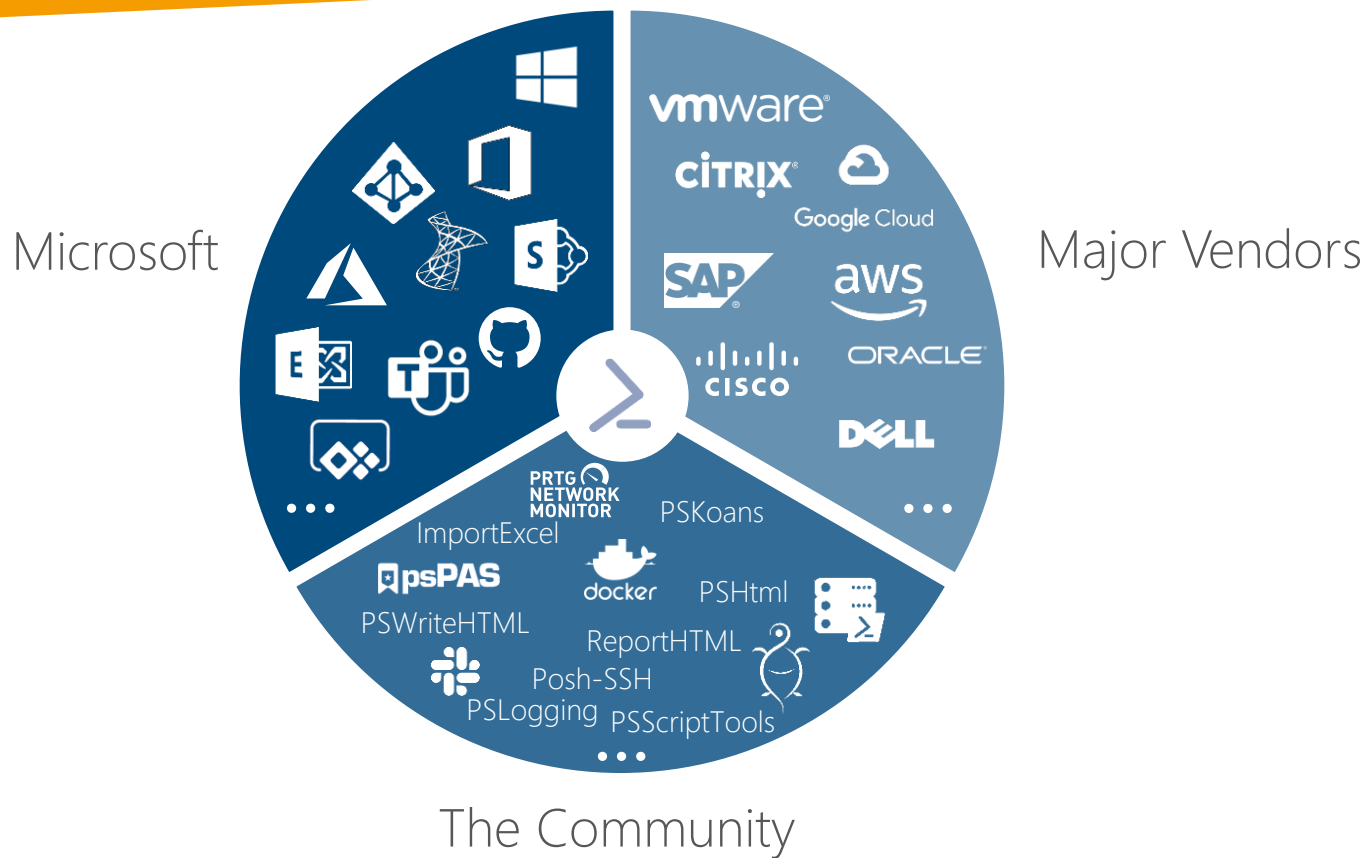 Microsoft
S
E
T
...
vmware®
CITRIX®
Google Cloud
SAP®
aws
CISCO
ORACLE®
DELL
...
Major Vendors
PRTG
NETWORK
MONITOR
PSKoans
ImportExcel
psPAS
docker
PSHtml
PSWriteHTML
ReportHTML
Posh-SSH
PSLogging
PSScriptTools
...
The Community